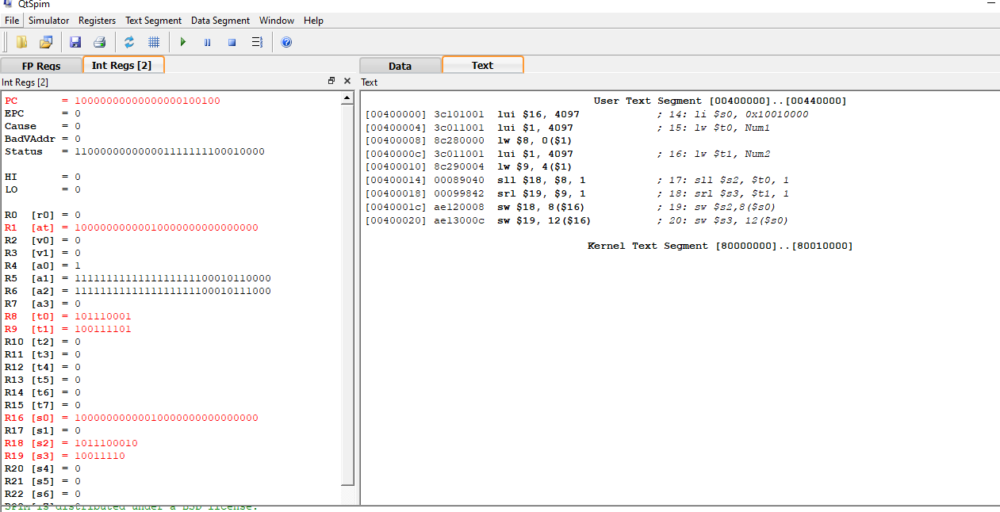 QtSpim
File Simulator Registers Text Segment Data Segment Window Help
FP Regs Int Regs [2]
Int Regs [2]
PC = 10000000000000000100100
EPC = 0
Cause = 0
BadVAddr = 0
Status = 110000000000001111111100010000
HI = 0
LO = 0
R0 [r0] = 0
R1 [at] = 10000000000010000000000000000
R2 [v0] = 0
R3 [v1] = 0
R4 [a0] = 1
R5 [a1] = 1111111111111111111100010110000
R6 [a2] = 1111111111111111111100010111000
R7 [a3] = 0
R8 [t0] = 101110001
R9 [t1] = 100111101
R10 [t2] = 0
R11 [t3] = 0
R12 [t4] = 0
R13 [t5] = 0
R14 [t6] = 0
R15 [t7] = 0
R16 [s0] = 10000000000010000000000000000
R17 [s1] = 0
R18 [s2] = 1011100010
R19 [s3] = 10011110
R20 [s4] = 0
R21 [s5] = 0
R22 [s6] = 0
SPIM is distributed under a BSD license.
Data Text
Text
User Text Segment [00400000]..[00440000]
[00400000] 3c101001 lui $16, 4097 ; 14: li $s0, 0x10010000
[00400004] 3c011001 lui $1, 4097 ; 15: lw $t0, Num1
[00400008] 8c280000 lw $8, 0($1)
[0040000c] 3c011001 lui $1, 4097 ; 16: lw $t1, Num2
[00400010] 8c290004 lw $9, 4($1)
[00400014] 00089040 sll $18, $8, 1 ; 17: sll $s2, $t0, 1
[00400018] 00099842 srl $19, $9, 1 ; 18: srl $s3, $t1, 1
[0040001c] ae120008 sw $18, 8($16) ; 19: sw $s2,8($s0)
[00400020] ae13000c sw $19, 12($16) ; 20: sw $s3, 12($s0)
Kernel Text Segment [80000000]..[80010000]